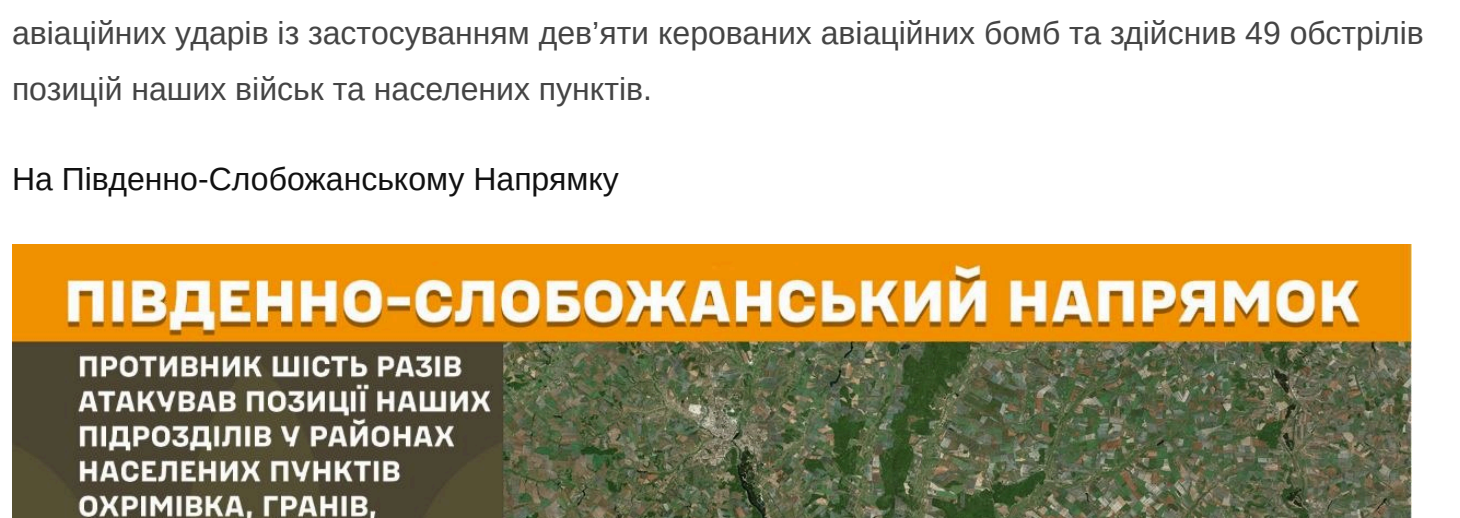 авіаційних ударів із застосуванням дев’яти керованих авіаційних бомб та здійснив 49 обстрілів
позицій наших військ та населених пунктів.
На Південно-Слобожанському Напрямку
ПІВДЕННО-СЛОБОЖАНСЬКИЙ НАПРЯМОК
ПРОТИВНИК ШІСТЬ РАЗІВ
АТАКУВАВ ПОЗИЦІЇ НАШИХ
ПІДРОЗДІЛІВ У РАЙОНАХ
НАСЕЛЕНИХ ПУНКТІВ
ОХРІМІВКА, ГРАНІВ,